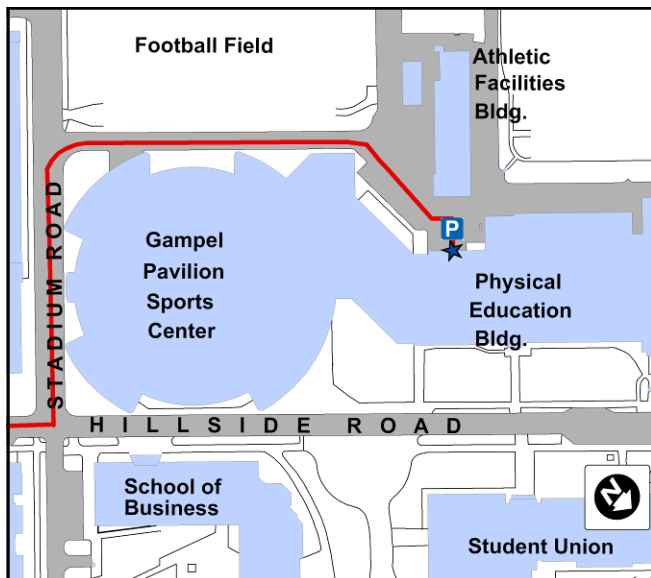 Football Field
Athletic
Facilities
Bldg.
STADIUM ROAD
Gampel
Pavilion
Sports
Center
P
Physical
Education
Bldg.
HILLSIDE ROAD
School of
Business
N
Student Union